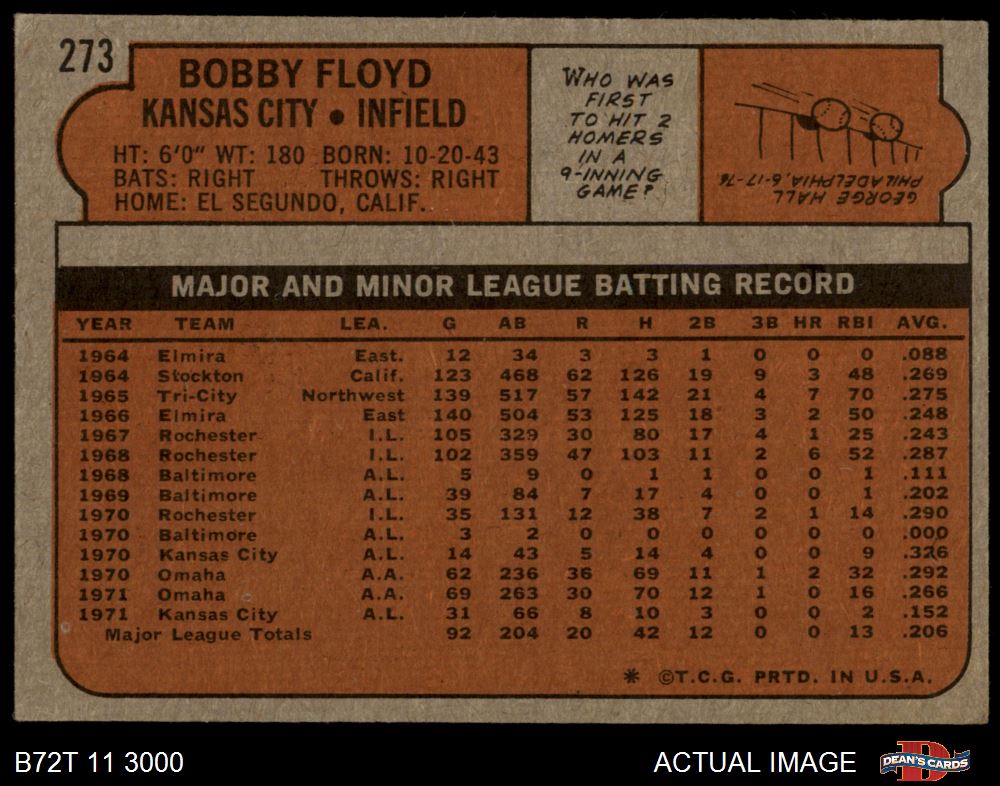 273
BOBBY FLOYD
KANSAS CITY • INFIELD
HT: 6'0" WT: 180 BORN: 10-20-43
BATS: RIGHT THROWS: RIGHT
HOME: EL SEGUNDO, CALIF.
WHO WAS
FIRST
TO HIT 2
HOMERS
IN A
9-INNING
GAME?
GEORGE HALL
PHILADELPHIA, 6-17-76
MAJOR AND MINOR LEAGUE BATTING RECORD
YEAR TEAM LEA. G AB R H 2B 3B HR RBI AVG.
1964 Elmira East. 12 34 3 3 1 0 0 0 .088
1964 Stockton Calif. 123 468 62 126 19 9 3 48 .269
1965 Tri-City Northwest 139 517 57 142 21 4 7 70 .275
1966 Elmira East 140 504 53 125 18 3 2 50 .248
1967 Rochester I.L. 105 329 30 80 17 4 1 25 .243
1968 Rochester I.L. 102 359 47 103 11 2 6 52 .287
1968 Baltimore A.L. 5 9 0 1 1 0 0 1 .111
1969 Baltimore A.L. 39 84 7 17 4 0 0 1 .202
1970 Rochester I.L. 35 131 12 38 7 2 1 14 .290
1970 Baltimore A.L. 3 2 0 0 0 0 0 0 .000
1970 Kansas City A.L. 14 43 5 14 4 0 0 9 .326
1970 Omaha A.A. 62 236 36 69 11 1 2 32 .292
1971 Omaha A.A. 69 263 30 70 12 1 0 16 .266
1971 Kansas City A.L. 31 66 8 10 3 0 0 2 .152
Major League Totals 92 204 20 42 12 0 0 13 .206
* ©T.C.G. PRTD. IN U.S.A.
B72T 11 3000
ACTUAL IMAGE
DEAN'S CARDS